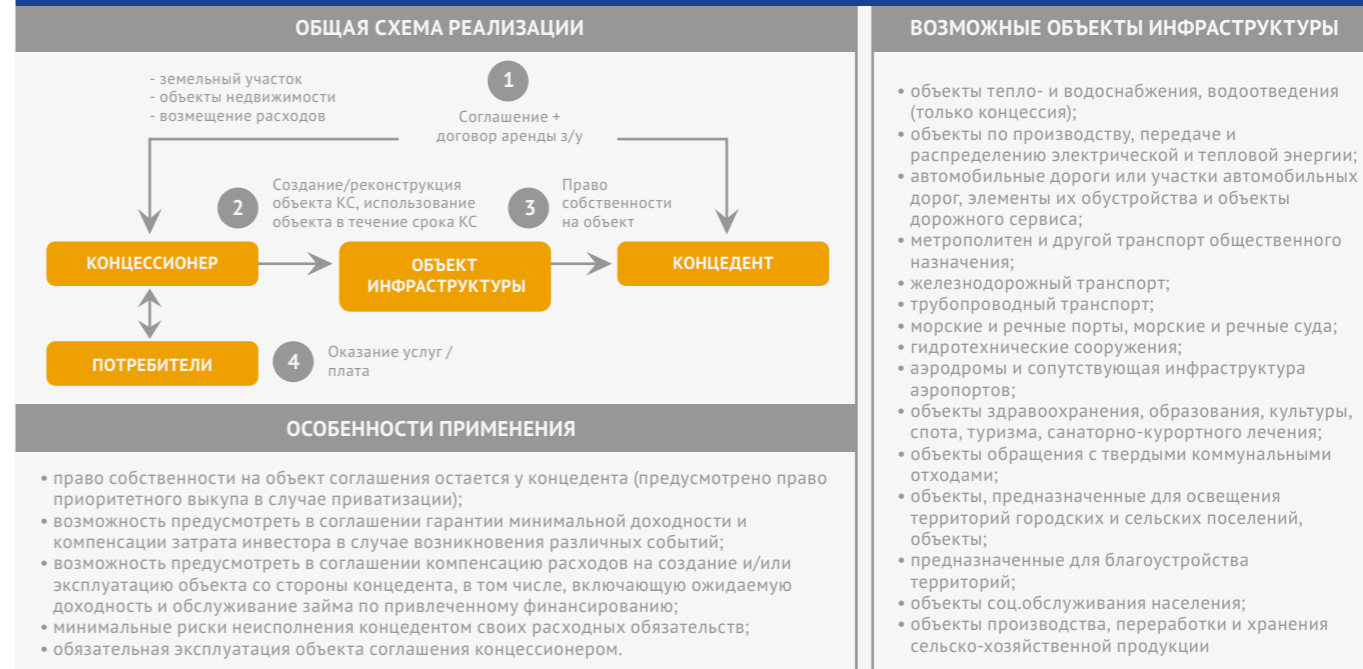 ОБЩАЯ СХЕМА РЕАЛИЗАЦИИ
- земельный участок
- объекты недвижимости
- возмещение расходов
1
Соглашение +
договор аренды з/у
2
Создание/реконструкция
объекта КС, использование
объекта в течение срока КС
3
Право
собственности
на объект
КОНЦЕССИОНЕР
ОБЪЕКТ
ИНФРАСТРУКТУРЫ
КОНЦЕДЕНТ
ПОТРЕБИТЕЛИ
4
Оказание услуг /
плата
ОСОБЕННОСТИ ПРИМЕНЕНИЯ
• право собственности на объект соглашения остается у концедента (предусмотрено право
приоритетного выкупа в случае приватизации);
• возможность предусмотреть в соглашении гарантии минимальной доходности и
компенсации затрата инвестора в случае возникновения различных событий;
• возможность предусмотреть в соглашении компенсацию расходов на создание и/или
эксплуатацию объекта со стороны концедента, в том числе, включающую ожидаемую
доходность и обслуживание займа по привлеченному финансированию;
• минимальные риски неисполнения концедентом своих расходных обязательств;
• обязательная эксплуатация объекта соглашения концессионером.
ВОЗМОЖНЫЕ ОБЪЕКТЫ ИНФРАСТРУКТУРЫ
• объекты тепло- и водоснабжения, водоотведения
(только концессия);
• объекты по производству, передаче и
распределению электрической и тепловой энергии;
• автомобильные дороги или участки автомобильных
дорог, элементы их обустройства и объекты
дорожного сервиса;
• метрополитен и другой транспорт общественного
назначения;
• железнодорожный транспорт;
• трубопроводный транспорт;
• морские и речные порты, морские и речные суда;
• гидротехнические сооружения;
• аэродромы и сопутствующая инфраструктура
аэропортов;
• объекты здравоохранения, образования, культуры,
спота, туризма, санаторно-курортного лечения;
• объекты обращения с твердыми коммунальными
отходами;
• объекты, предназначенные для освещения
территорий городских и сельских поселений,
объекты;
• предназначенные для благоустройства
территорий;
• объекты соц.обслуживания населения;
• объекты производства, переработки и хранения
сельско-хозяйственной продукции